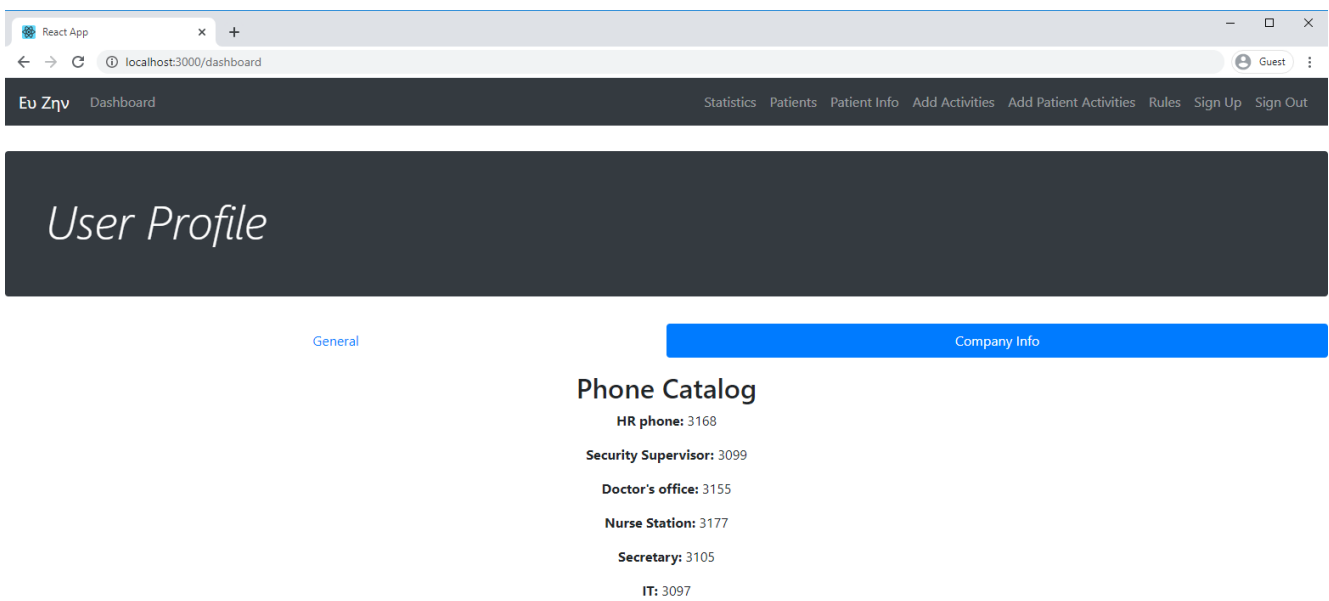 React App
localhost:3000/dashboard
Guest
Ευ Ζην Dashboard Statistics Patients Patient Info Add Activities Add Patient Activities Rules Sign Up Sign Out
User Profile
General Company Info
Phone Catalog
HR phone: 3168
Security Supervisor: 3099
Doctor's office: 3155
Nurse Station: 3177
Secretary: 3105
IT: 3097